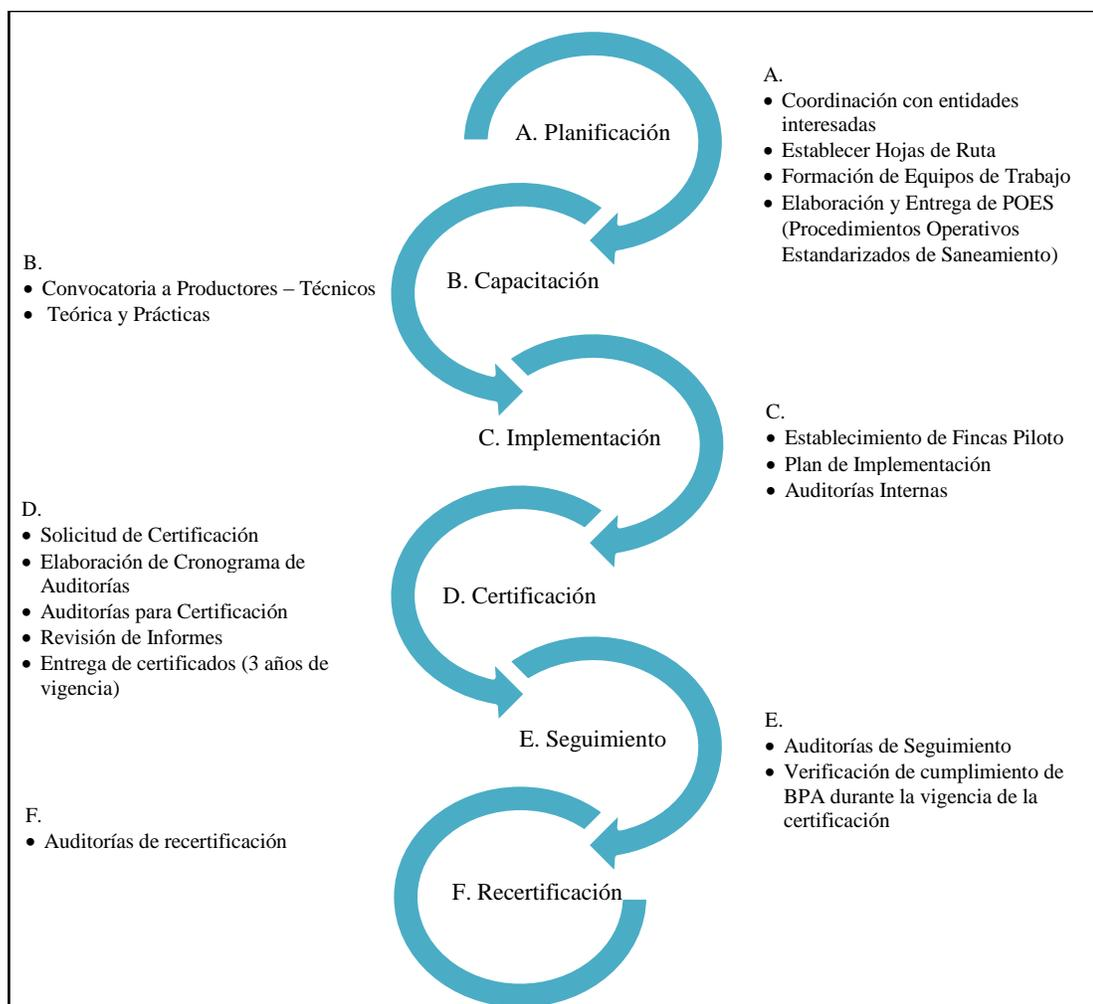 A. Planificación
A.
• Coordinación con entidades
interesadas
• Establecer Hojas de Ruta
• Formación de Equipos de Trabajo
• Elaboración y Entrega de POES
(Procedimientos Operativos
Estandarizados de Saneamiento)
B.
• Convocatoria a Productores – Técnicos
• Teórica y Prácticas
B. Capacitación
C. Implementación
C.
• Establecimiento de Fincas Piloto
• Plan de Implementación
• Auditorías Internas
D.
• Solicitud de Certificación
• Elaboración de Cronograma de
Auditorías
• Auditorías para Certificación
• Revisión de Informes
• Entrega de certificados (3 años de
vigencia)
D. Certificación
E. Seguimiento
E.
• Auditorías de Seguimiento
• Verificación de cumplimiento de
BPA durante la vigencia de la
certificación
F.
• Auditorías de recertificación
F. Recertificación